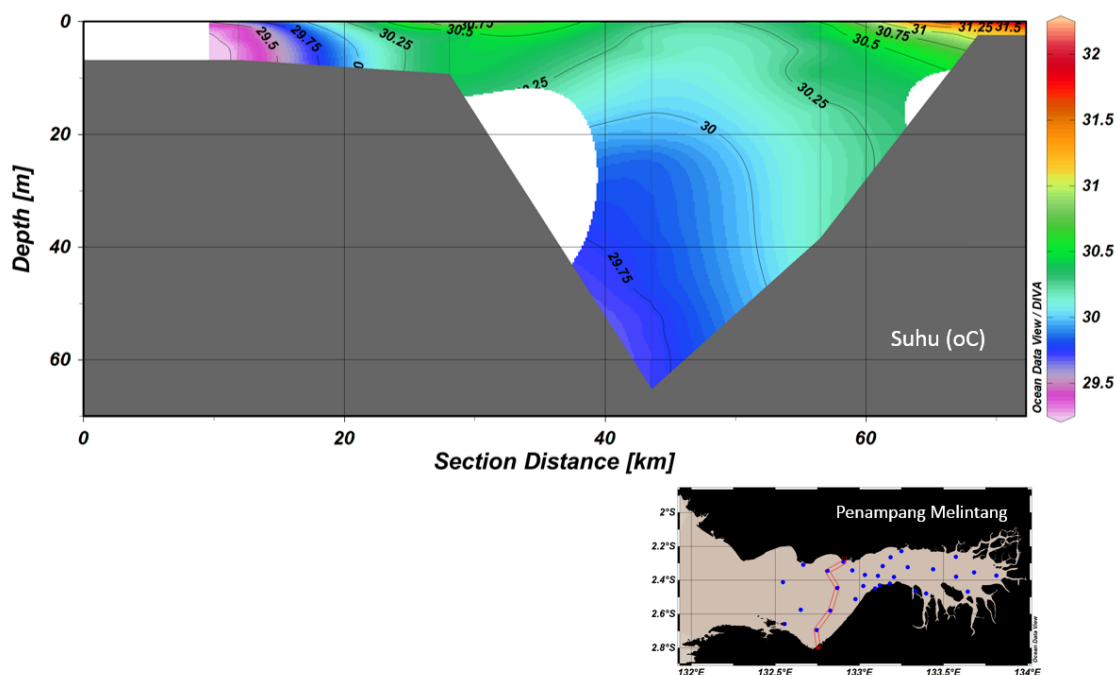 0
20
40
60
Depth [m]
29.5
29.75
30.25
30.5
30.75
30.5
30.75
31
31.25
31.5
30.25
30
29.75
Suhu (oC)
Ocean Data View / DIVA
32
31.5
31
30.5
30
29.5
0
20
40
60
Section Distance [km]
Penampang Melintang
2°S
2.2°S
2.4°S
2.6°S
2.8°S
132°E
132.5°E
133°E
133.5°E
134°E
Ocean Data View